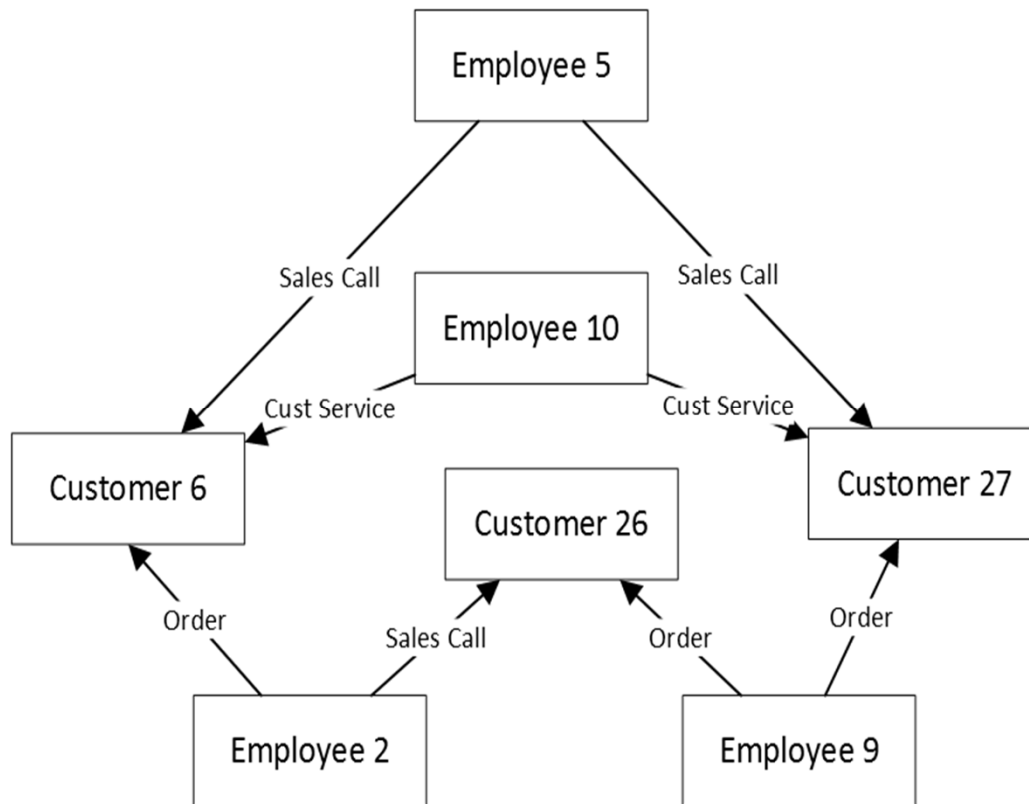 Employee 5
Sales Call
Sales Call
Employee 10
Cust Service
Cust Service
Customer 6
Customer 27
Customer 26
Order
Sales Call
Order
Order
Employee 2
Employee 9